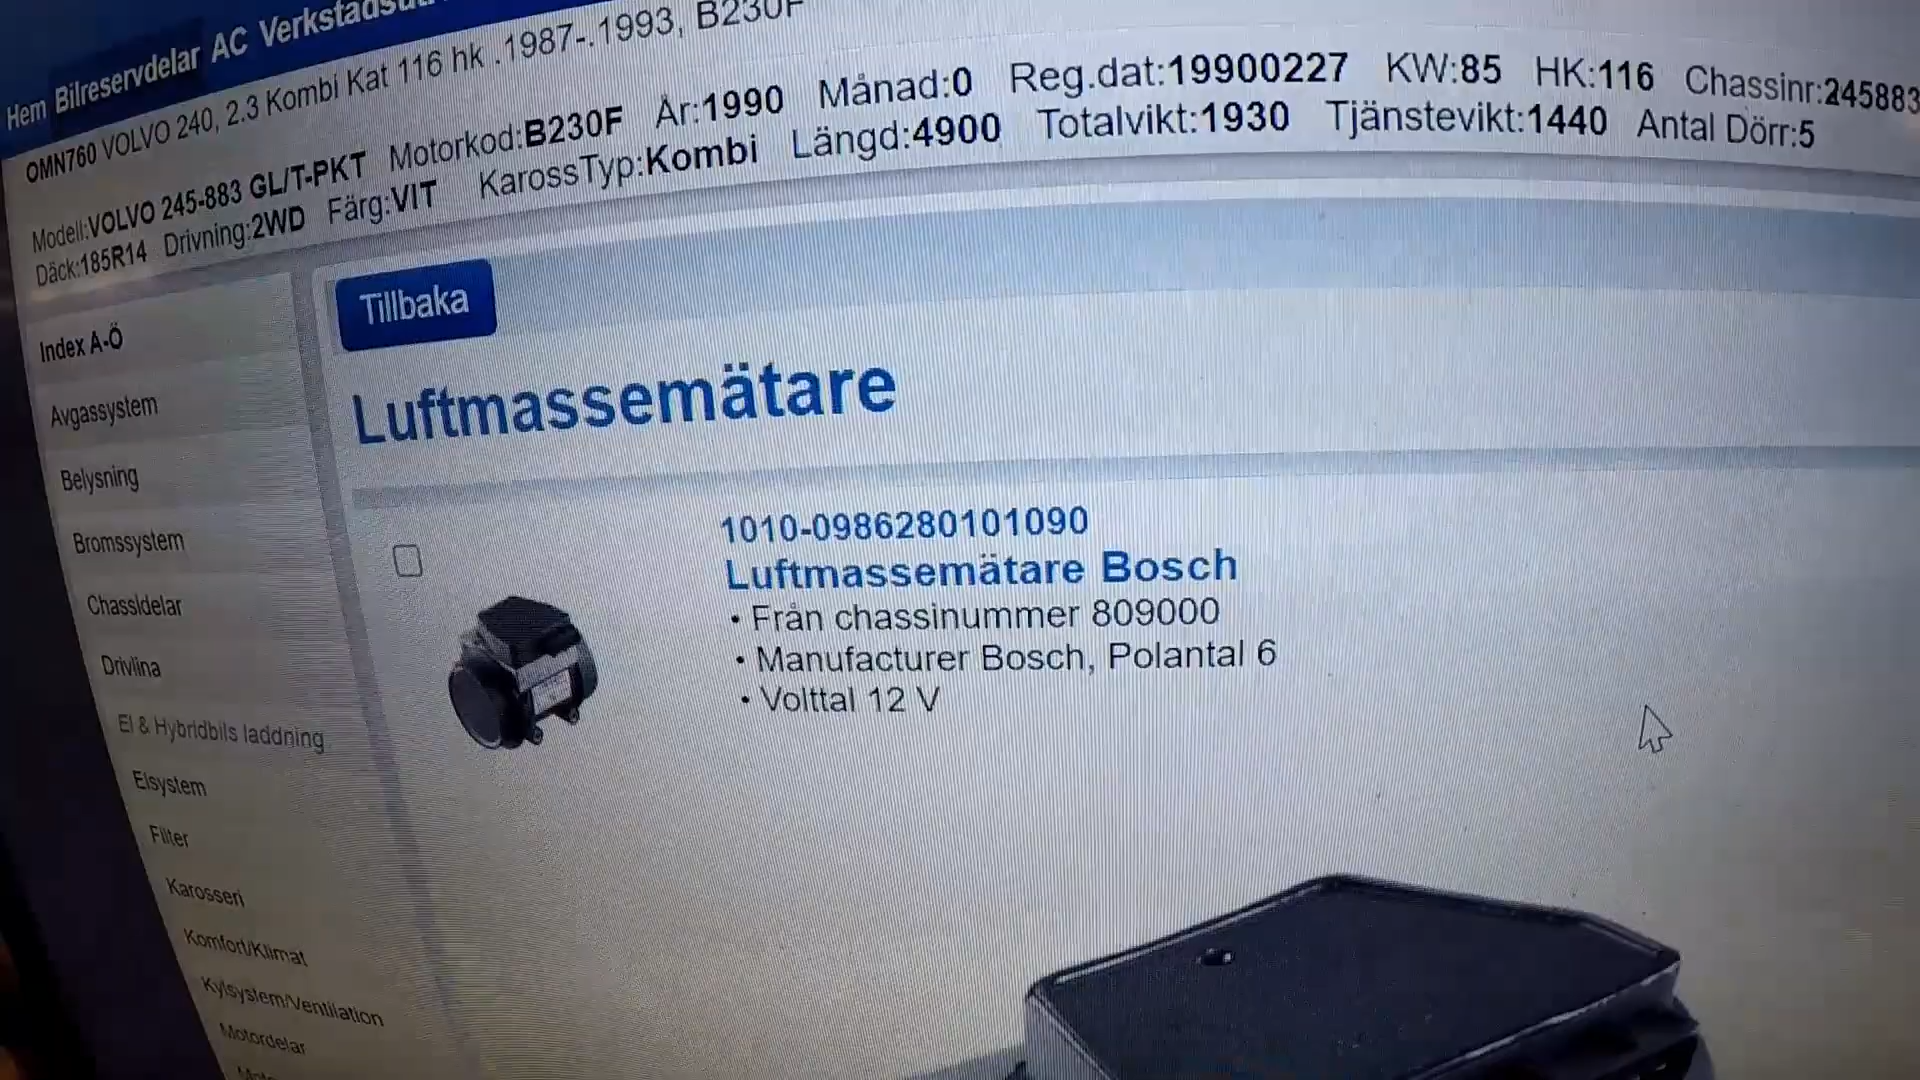 Hem Bilreservdelar AC
OMN760 VOLVO 240, 2.3 Kombi Kat 116 hk .1987-.1993, B230F
Modell:VOLVO 245-883 GL/T-PKT Motorkod:B230F År:1990 Månad:0 Reg.dat:19900227 KW:85 HK:116 Chassinr:245883
Däck:185R14 Drivning:2WD Färg:VIT KarossTyp:Kombi Längd:4900 Totalvikt:1930 Tjänstevikt:1440 Antal Dörr:5
Tillbaka
Index A-Ö
Avgassystem
Belysning
Bromssystem
Chassidelar
Drivlina
El & Hybridbils laddning
Elsystem
Filter
Karosseri
Komfort/Klimat
Kylsystem/Ventilation
Motordelar
Luftmassemätare
1010-0986280101090
Luftmassemätare Bosch
• Från chassinummer 809000
• Manufacturer Bosch, Polantal 6
• Volttal 12 V